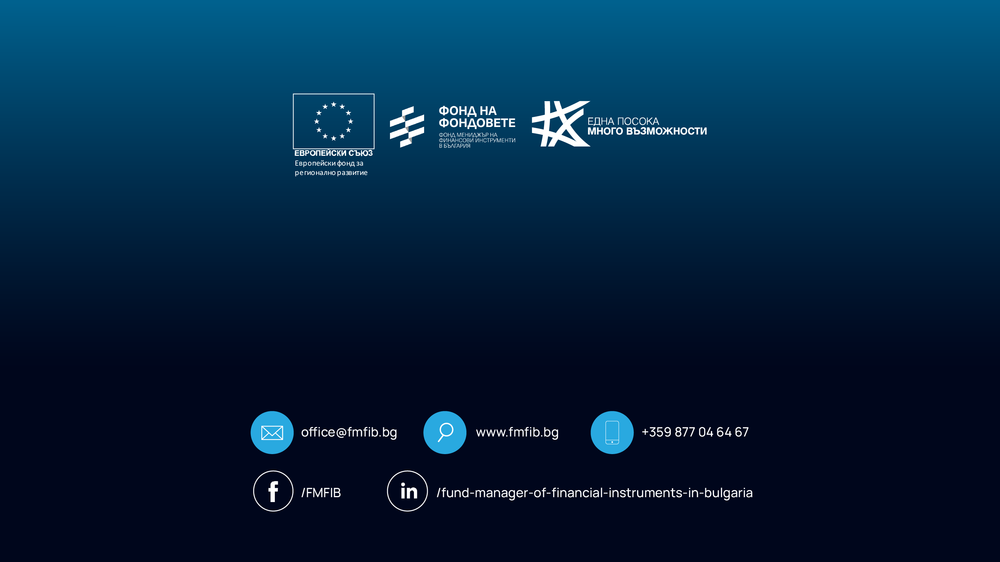 ЕВРОПЕЙСКИ СЪЮЗ
Европейски фонд за
регионално развитие
ФОНД НА
ФОНДОВЕТЕ
ФОНД МЕНИДЖЪР НА
ФИНАНСОВИ ИНСТРУМЕНТИ
В БЪЛГАРИЯ
ЕДНА ПОСОКА
МНОГО ВЪЗМОЖНОСТИ
office@fmfib.bg
www.fmfib.bg
+359 877 04 64 67
f /FMFIB
in /fund-manager-of-financial-instruments-in-bulgaria